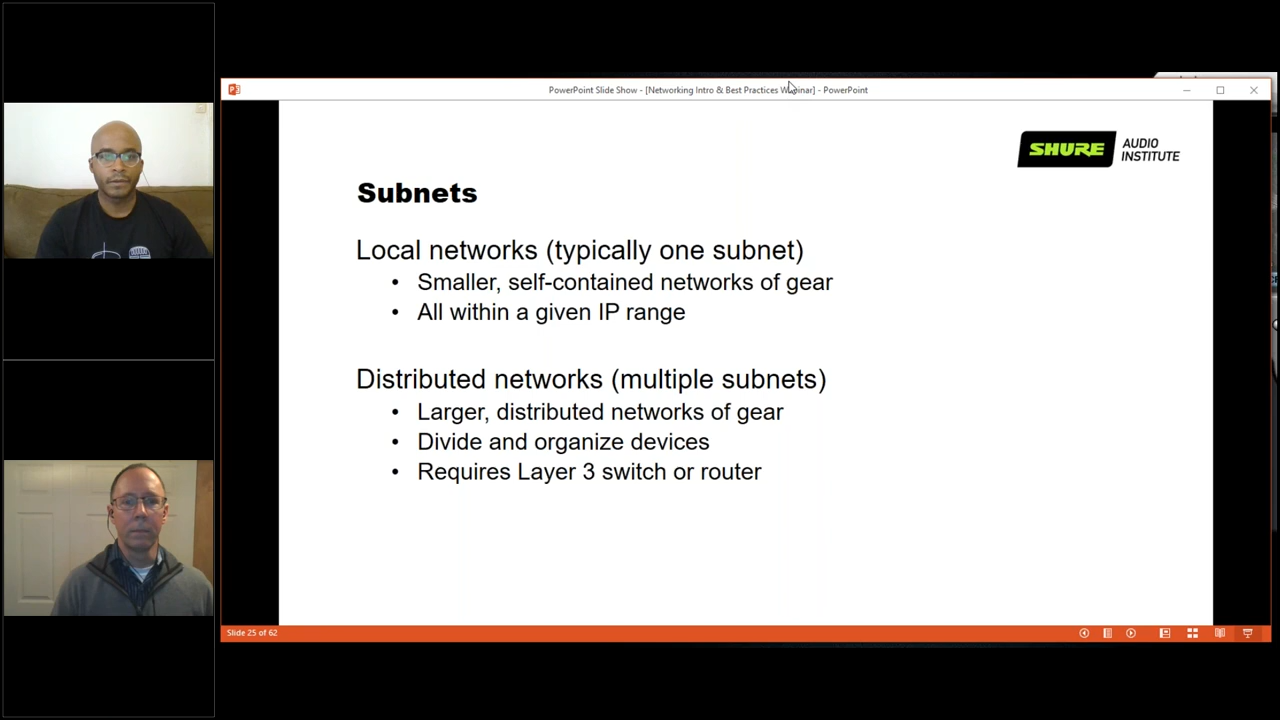 PowerPoint Slide Show - [Networking Intro & Best Practices Webinar] - PowerPoint
SHURE AUDIO INSTITUTE
Subnets
Local networks (typically one subnet)
• Smaller, self-contained networks of gear
• All within a given IP range
Distributed networks (multiple subnets)
• Larger, distributed networks of gear
• Divide and organize devices
• Requires Layer 3 switch or router
Slide 25 of 62